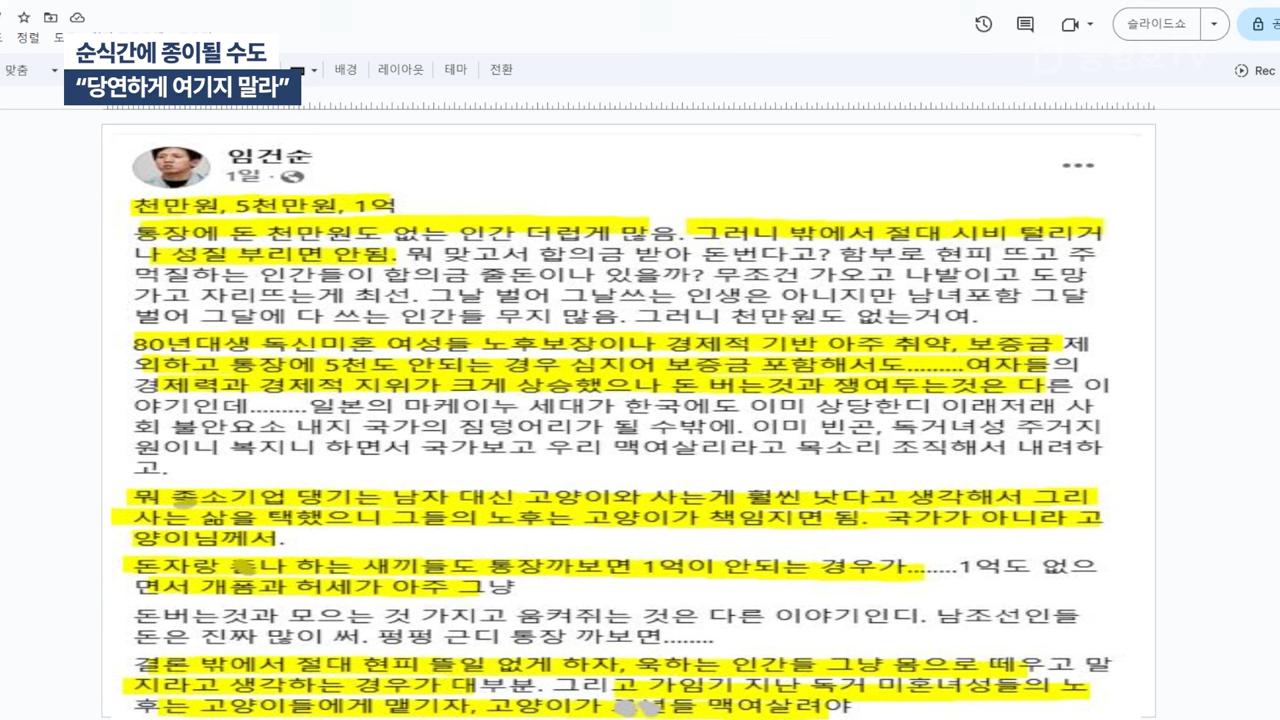 정렬
순식간에 종이될 수도
“당연하게 여기지 말라”
슬라이드쇼
맞춤
배경
레이아웃
테마
전환
Rec
임건순
1일 ·
천만원, 5천만원, 1억
통장에 돈 천만원도 없는 인간 더럽게 많음. 그러니 밖에서 절대 시비 털리거
나 성질 부리면 안됨. 뭐 맞고서 합의금 받아 돈번다고? 함부로 현피 뜨고 주
먹질하는 인간들이 합의금 줄돈이나 있을까? 무조건 가오고 나발이고 도망
가고 자리뜨는게 최선. 그날 벌어 그날쓰는 인생은 아니지만 남녀포함 그달
벌어 그달에 다 쓰는 인간들 무지 많음. 그러니 천만원도 없는거여.
80년대생 독신미혼 여성들 노후보장이나 경제적 기반 아주 취약, 보증금 제
외하고 통장에 5천도 안되는 경우 심지어 보증금 포함해서도.........여자들의
경제력과 경제적 지위가 크게 상승했으나 돈 버는것과 쟁여두는것은 다른 이
야기인데.........일본의 마케이누 세대가 한국에도 이미 상당한디 이래저래 사
회 불안요소 내지 국가의 짐덩어리가 될 수밖에. 이미 빈곤, 독거녀성 주거지
원이니 복지니 하면서 국가보고 우리 맥여살리라고 목소리 조직해서 내려하
고.
뭐 소기업 댕기는 남자 대신 고양이와 사는게 훨씬 낫다고 생각해서 그리
사는 삶을 택했으니 그들의 노후는 고양이가 책임지면 됨. 국가가 아니라 고
양이님께서.
돈자랑 나 하는 새끼들도 통장까보면 1억이 안되는 경우가........1억도 없으
면서 개폼과 허세가 아주 그냥
돈버는것과 모으는 것 가지고 움켜쥐는 것은 다른 이야기인디. 남조선인들
돈은 진짜 많이 써. 펑펑 근디 통장 까보면........
결론 밖에서 절대 현피 뜰일 없게 하자, 욱하는 인간들 그냥 몸으로 떼우고 말
지라고 생각하는 경우가 대부분. 그리고 가임기 지난 독거 미혼녀성들의 노
후는 고양이들에게 맡기자, 고양이가 들 맥여살려야